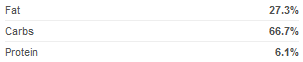 Fat 27.3%
Carbs 66.7%
Protein 6.1%